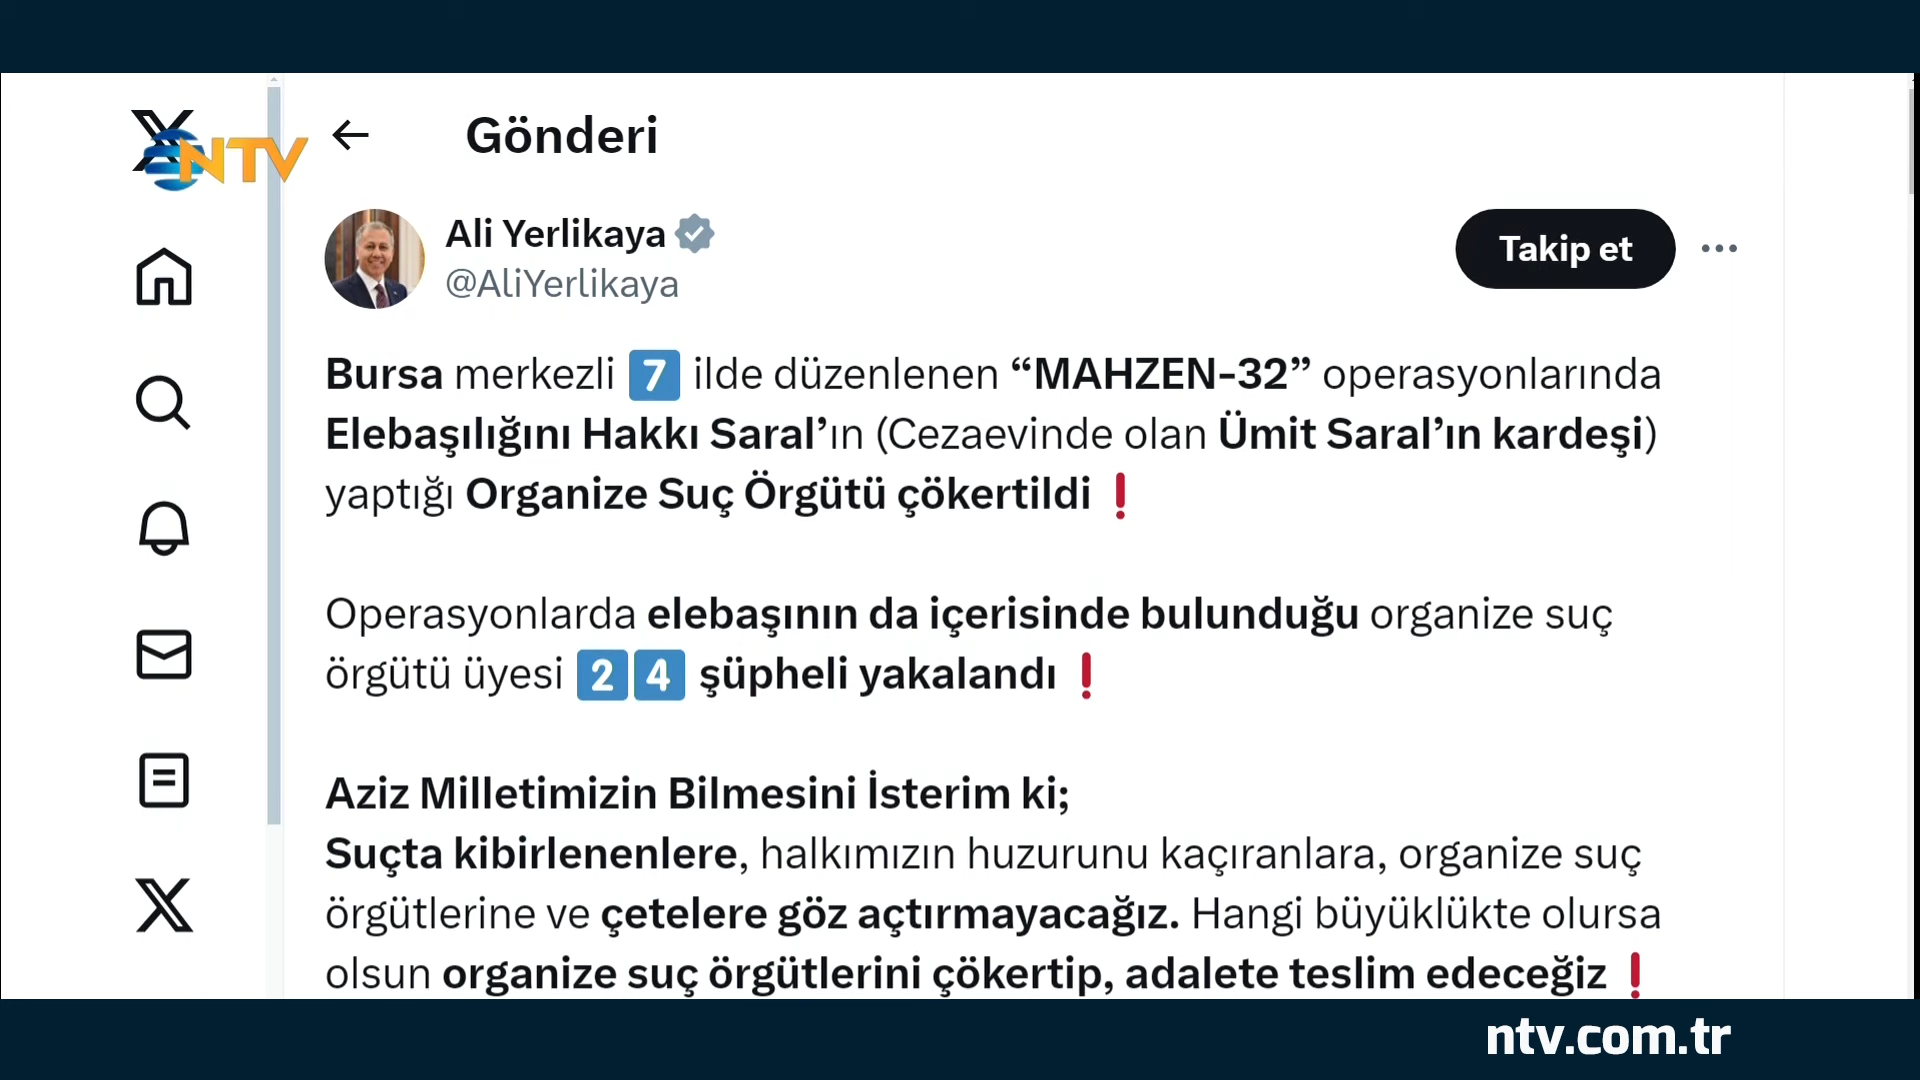 NTV
Gönderi
Ali Yerlikaya
@AliYerlikaya
Takip et
Bursa merkezli 7 ilde düzenlenen “MAHZEN-32” operasyonlarında
Elebaşılığını Hakkı Saral’ın (Cezaevinde olan Ümit Saral’ın kardeşi)
yaptığı Organize Suç Örgütü çökertildi❗
Operasyonlarda elebaşının da içerisinde bulunduğu organize suç
örgütü üyesi 24 şüpheli yakalandı❗
Aziz Milletimizin Bilmesini İsterim ki;
Suçta kibirlenenlere, halkımızın huzurunu kaçıranlara, organize suç
örgütlerine ve çetelere göz açtırmayacağız. Hangi büyüklükte olursa
olsun organize suç örgütlerini çökertip, adalete teslim edeceğiz❗
ntv.com.tr